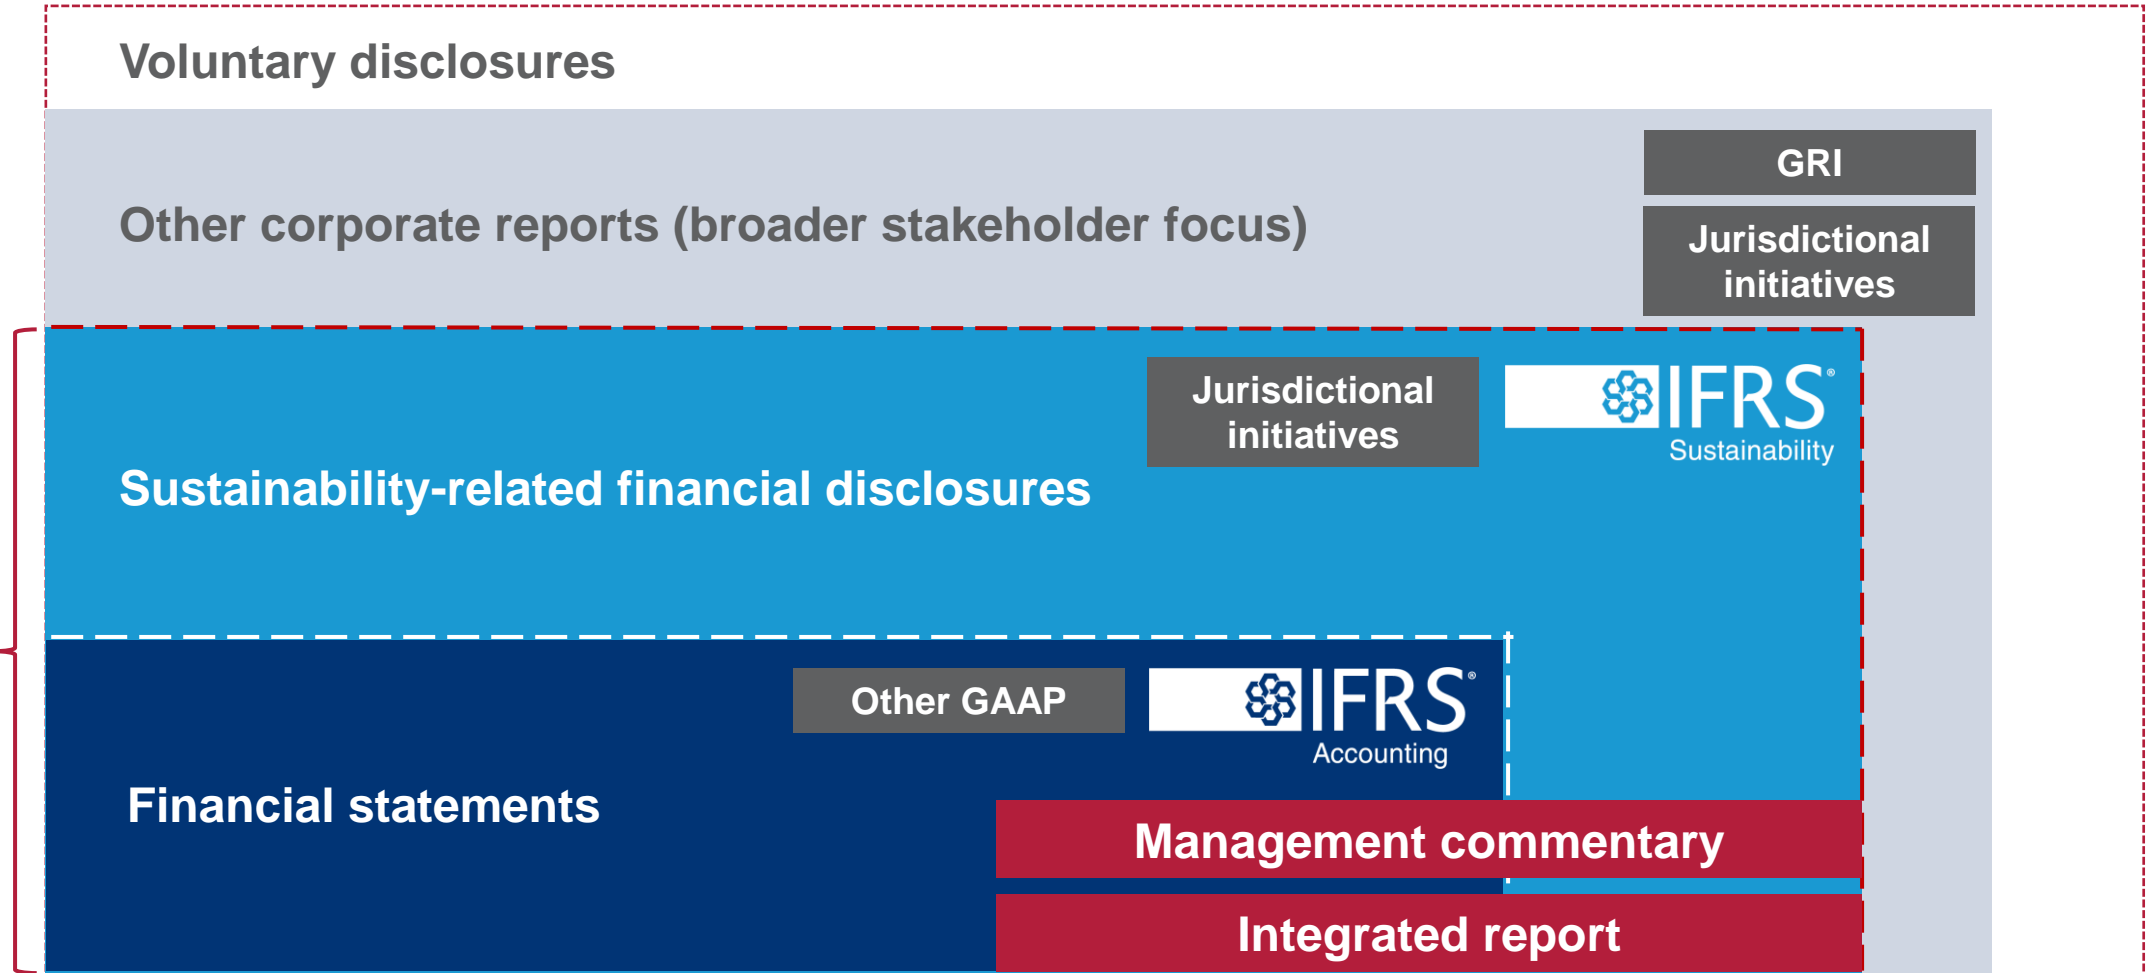 Voluntary disclosures
GRI
Other corporate reports (broader stakeholder focus)
Jurisdictional
initiatives
Jurisdictional
initiatives
IFRS®
Sustainability
Sustainability-related financial disclosures
Other GAAP
IFRS®
Accounting
Financial statements
Management commentary
Integrated report